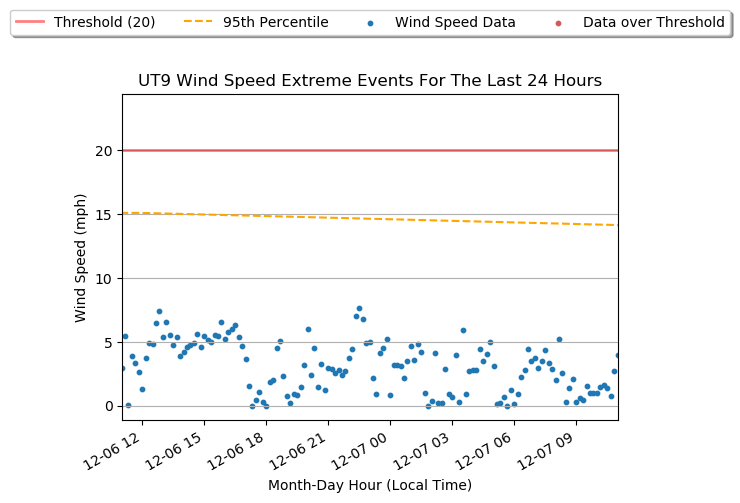 Threshold (20) 95th Percentile Wind Speed Data Data over Threshold
UT9 Wind Speed Extreme Events For The Last 24 Hours
20
15
10
5
0
Wind Speed (mph)
12-06 12 12-06 15 12-06 18 12-06 21 12-07 00 12-07 03 12-07 06 12-07 09
Month-Day Hour (Local Time)